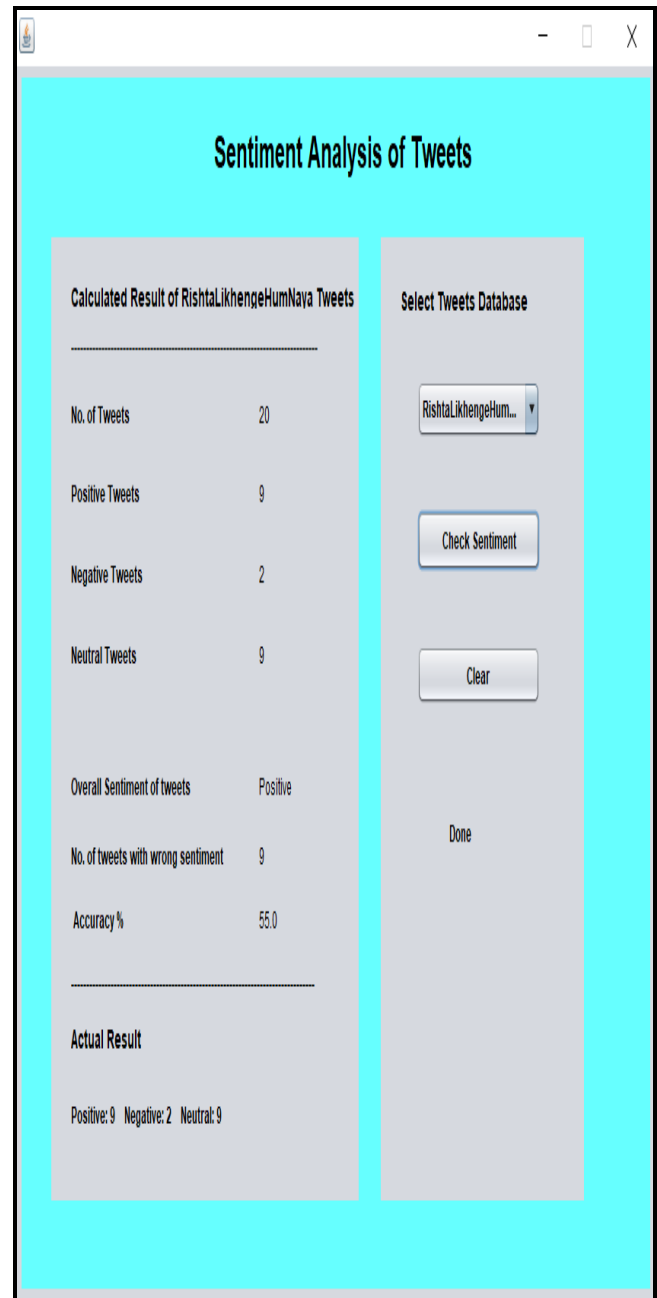 Sentiment Analysis of Tweets
Calculated Result of RishtaLikhengeHumNaya Tweets
--------------------------------------------------------------------------------
No. of Tweets 20
Positive Tweets 9
Negative Tweets 2
Neutral Tweets 9
Overall Sentiment of tweets Positive
No. of tweets with wrong sentiment 9
Accuracy % 55.0
--------------------------------------------------------------------------------
Actual Result
Positive: 9 Negative: 2 Neutral: 9
Select Tweets Database
RishtaLikhengeHum...
Check Sentiment
Clear
Done